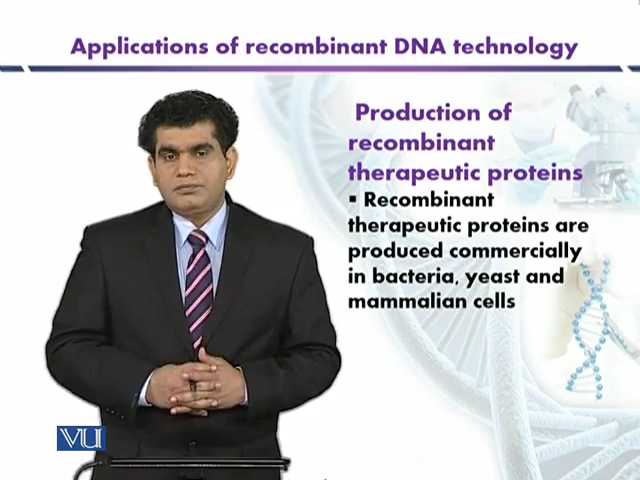 Applications of recombinant DNA technology
Production of
recombinant
therapeutic proteins
▪ Recombinant
therapeutic proteins are
produced commercially
in bacteria, yeast and
mammalian cells
VU